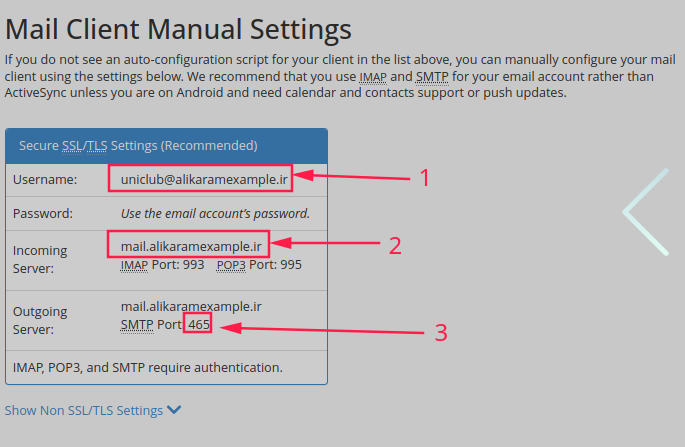 Mail Client Manual Settings
If you do not see an auto-configuration script for your client in the list above, you can manually configure your mail
client using the settings below. We recommend that you use IMAP and SMTP for your email account rather than
ActiveSync unless you are on Android and need calendar and contacts support or push updates.
Secure SSL/TLS Settings (Recommended)
Username: uniclub@alikaramexample.ir 1
Password: Use the email account's password.
Incoming Server: mail.alikaramexample.ir 2
IMAP Port: 993 POP3 Port: 995
Outgoing Server: mail.alikaramexample.ir
SMTP Port: 465 3
IMAP, POP3, and SMTP require authentication.
Show Non SSL/TLS Settings